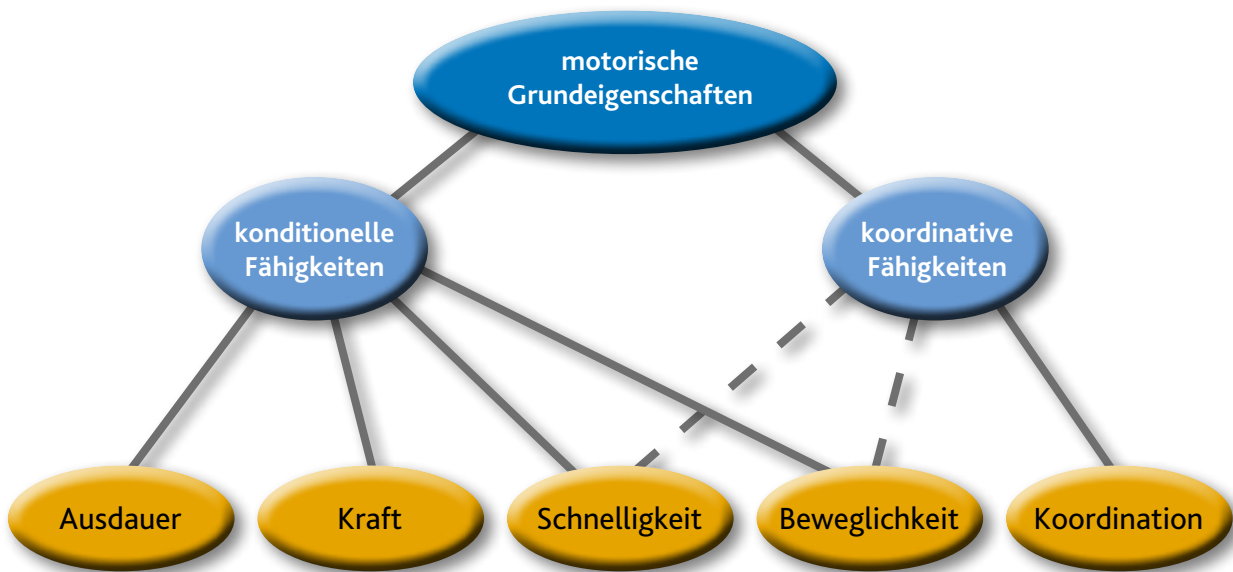 motorische
Grundeigenschaften
konditionelle
Fähigkeiten
koordinative
Fähigkeiten
Ausdauer
Kraft
Schnelligkeit
Beweglichkeit
Koordination